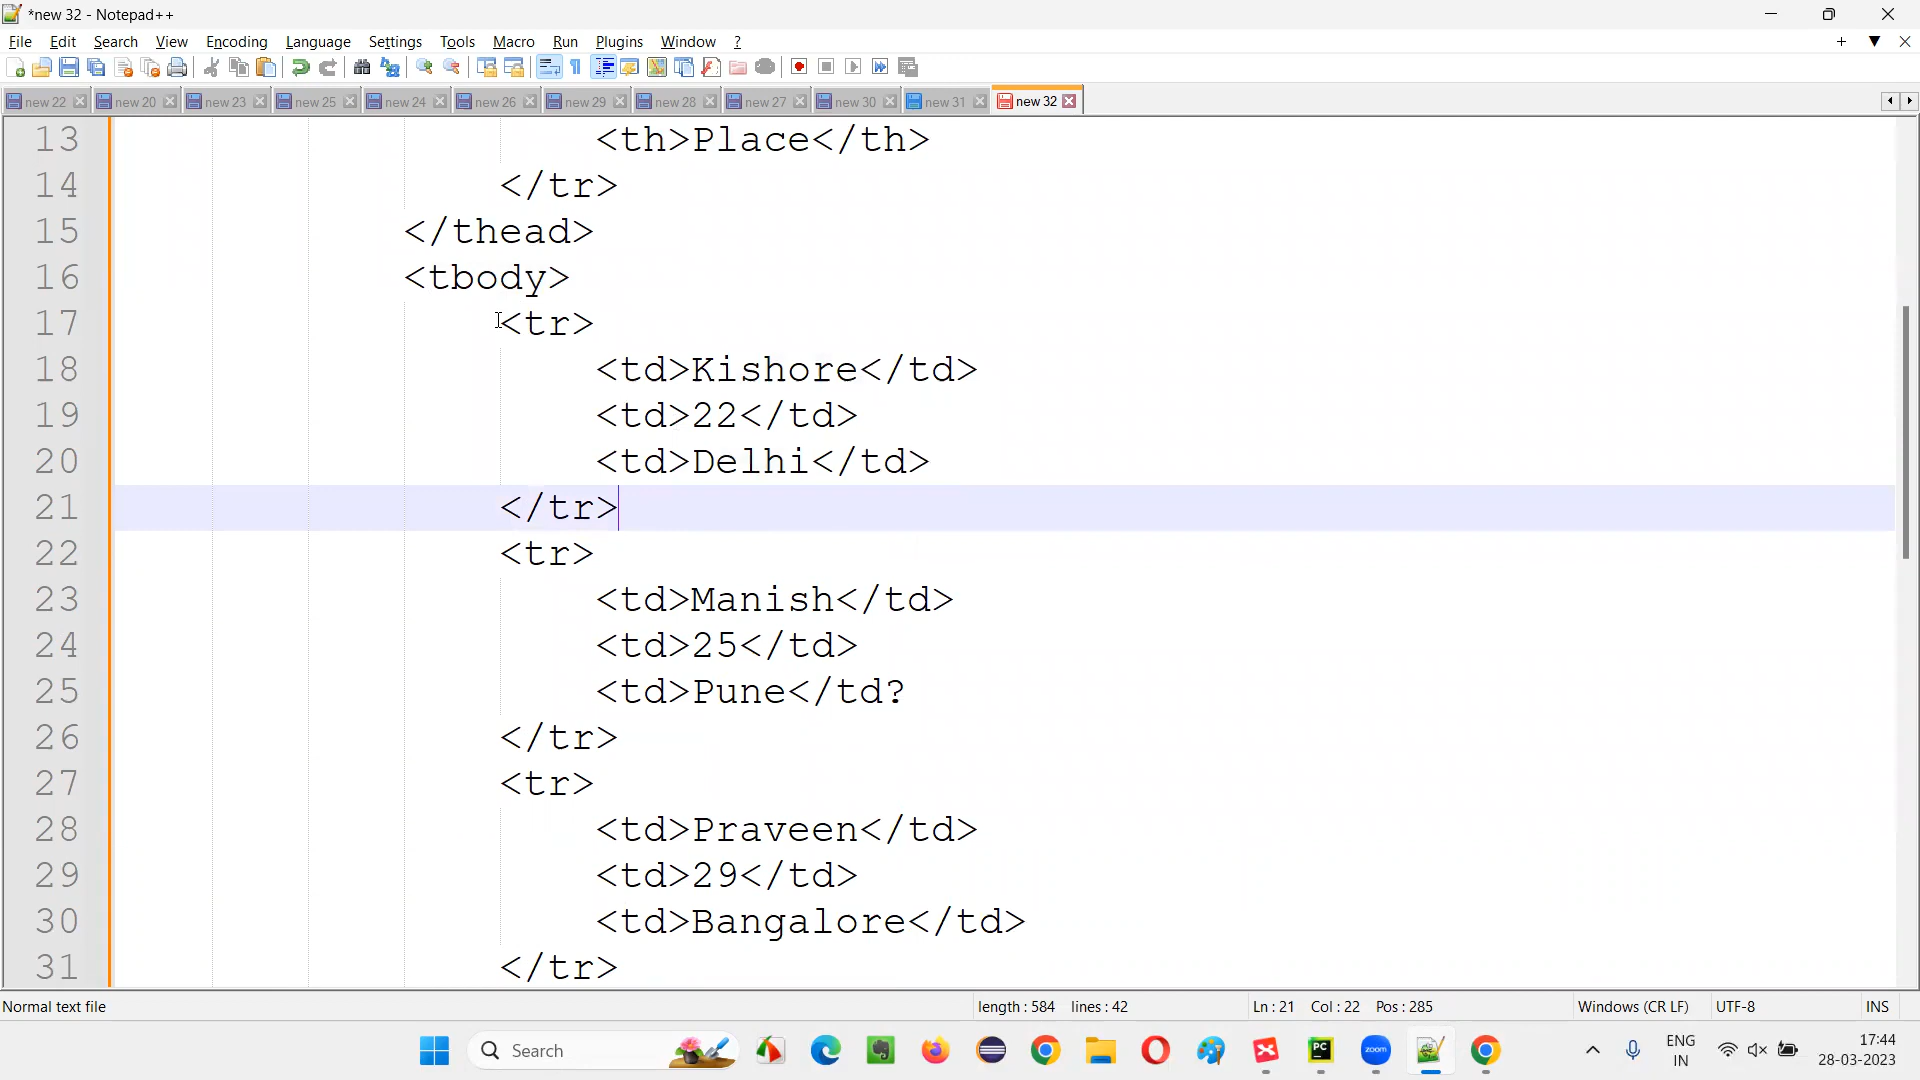 *new 32 - Notepad++
File Edit Search View Encoding Language Settings Tools Macro Run Plugins Window ?
new 22 new 20 new 23 new 25 new 24 new 26 new 29 new 28 new 27 new 30 new 31 new 32
13 <th>Place</th>
14 </tr>
15 </thead>
16 <tbody>
17 <tr>
18 <td>Kishore</td>
19 <td>22</td>
20 <td>Delhi</td>
21 </tr>
22 <tr>
23 <td>Manish</td>
24 <td>25</td>
25 <td>Pune</td?
26 </tr>
27 <tr>
28 <td>Praveen</td>
29 <td>29</td>
30 <td>Bangalore</td>
31 </tr>
Normal text file length : 584 lines : 42 Ln : 21 Col : 22 Pos : 285 Windows (CR LF) UTF-8 INS
Search PC zoom ENG 17:44
IN 28-03-2023